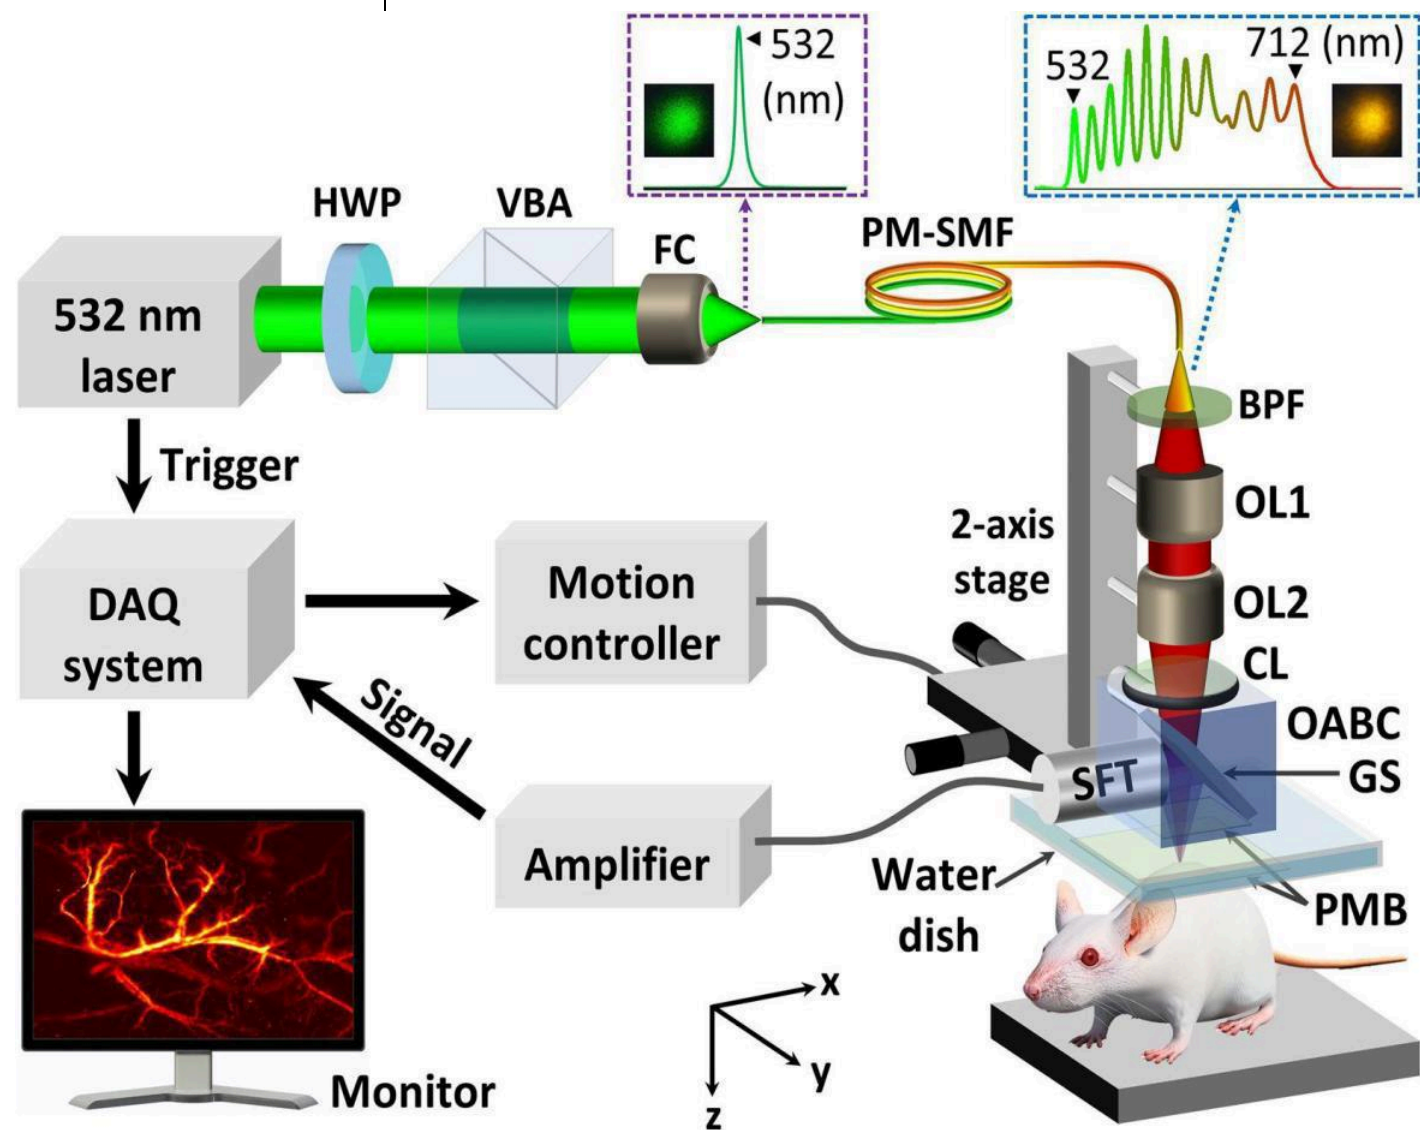 532
(nm)
532
712 (nm)
HWP
VBA
FC
PM-SMF
532 nm
laser
BPF
Trigger
OL1
2-axis
stage
OL2
DAQ
system
Motion
controller
CL
Signal
OABC
GS
SFT
Amplifier
Water
dish
PMB
x
y
z
Monitor